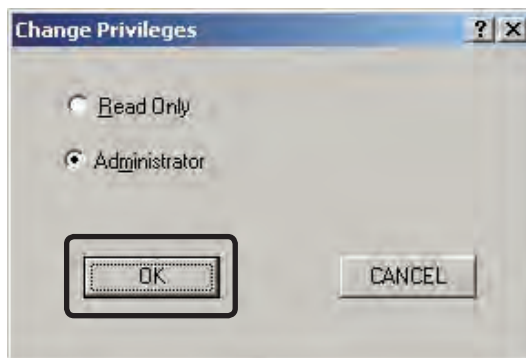 Change Privileges
Read Only
Administrator
OK
CANCEL